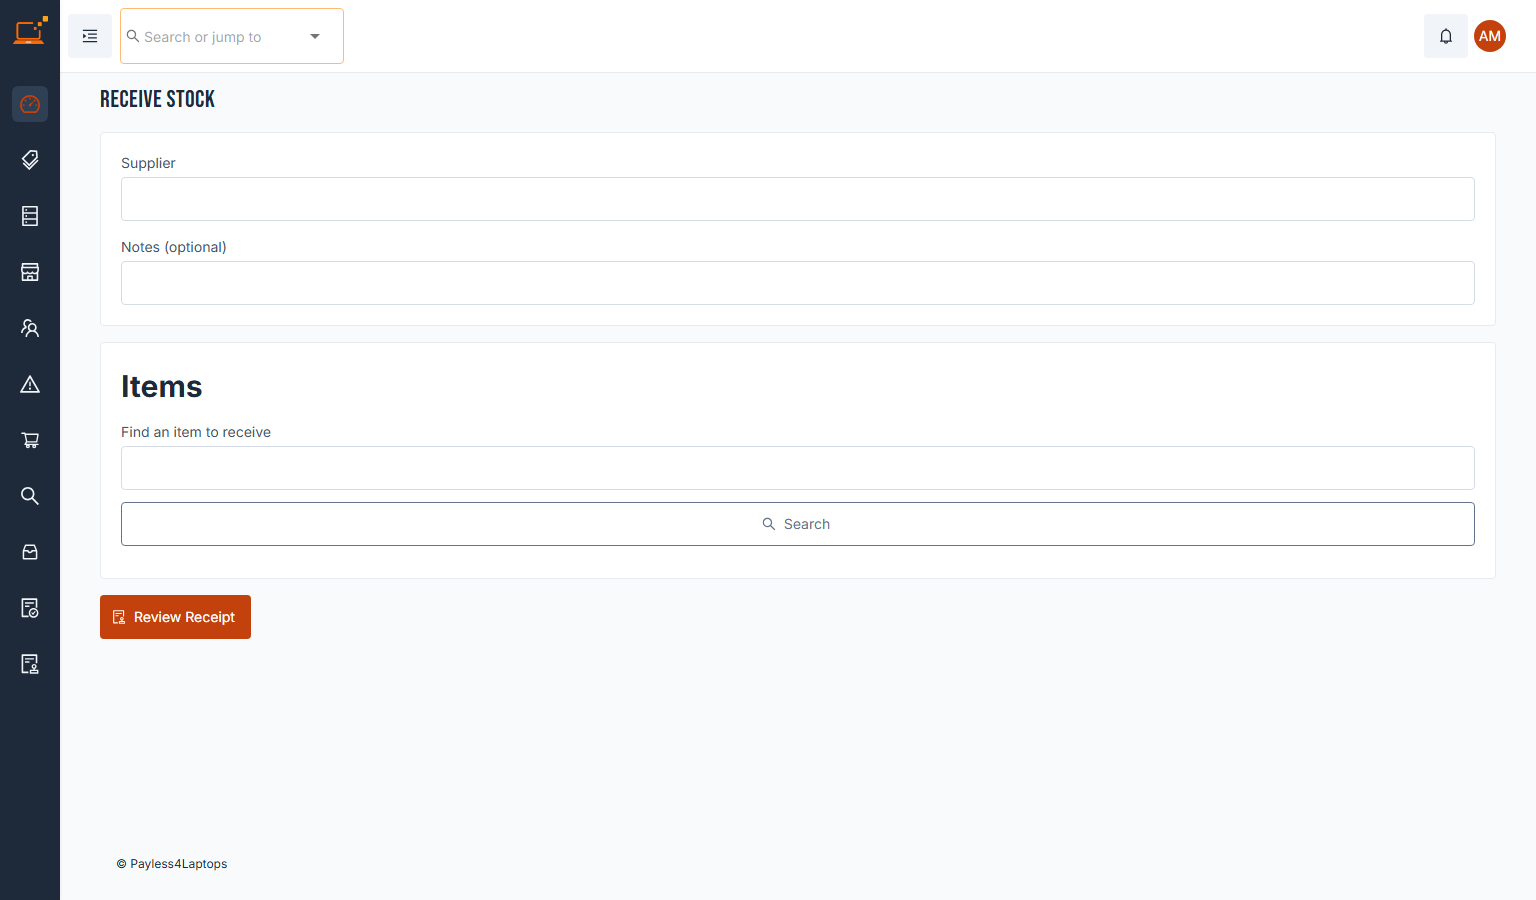 Search or jump to
AM
RECEIVE STOCK
Supplier
Notes (optional)
Items
Find an item to receive
Search
Review Receipt
© Payless4Laptops